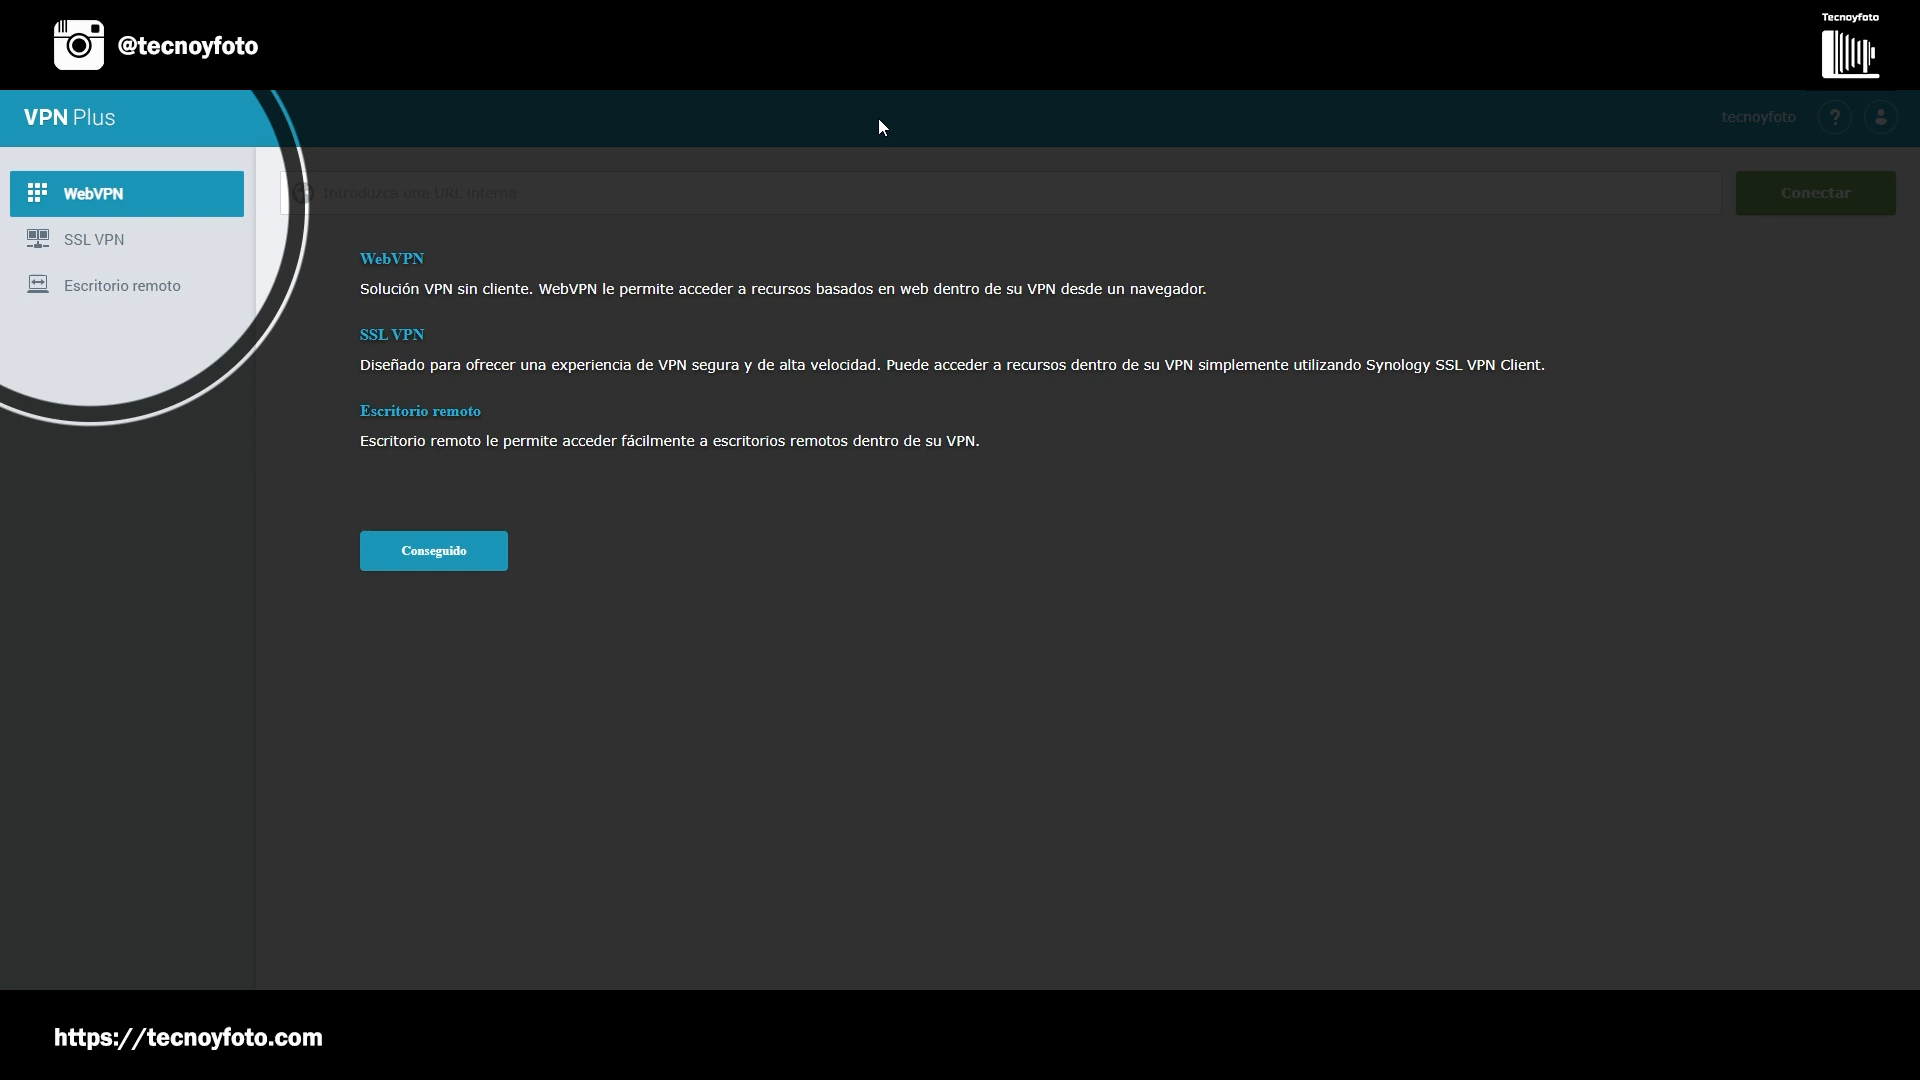 @tecnoyfoto
Tecnoyfoto
VPN Plus
tecnoyfoto
?
WebVPN
Introduzca una URL interna
Conectar
SSL VPN
Escritorio remoto
WebVPN
Solución VPN sin cliente. WebVPN le permite acceder a recursos basados en web dentro de su VPN desde un navegador.
SSL VPN
Diseñado para ofrecer una experiencia de VPN segura y de alta velocidad. Puede acceder a recursos dentro de su VPN simplemente utilizando Synology SSL VPN Client.
Escritorio remoto
Escritorio remoto le permite acceder fácilmente a escritorios remotos dentro de su VPN.
Conseguido
https://tecnoyfoto.com